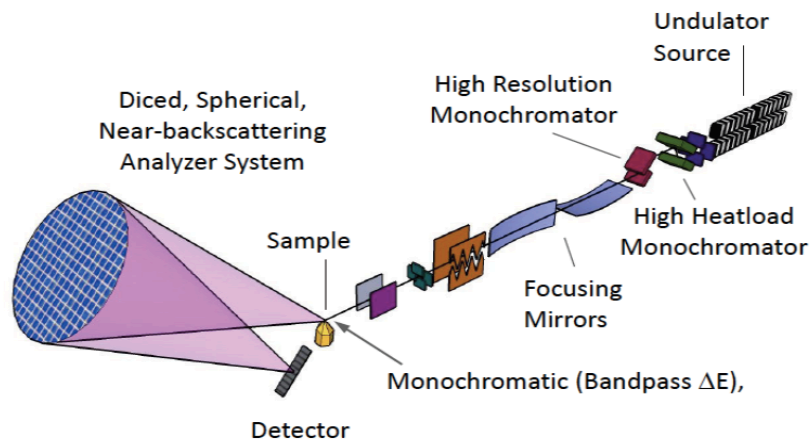 Undulator
Source
High Resolution
Monochromator
Diced, Spherical,
Near-backscattering
Analyzer System
High Heatload
Monochromator
Sample
Focusing
Mirrors
Monochromatic (Bandpass ΔE),
Detector